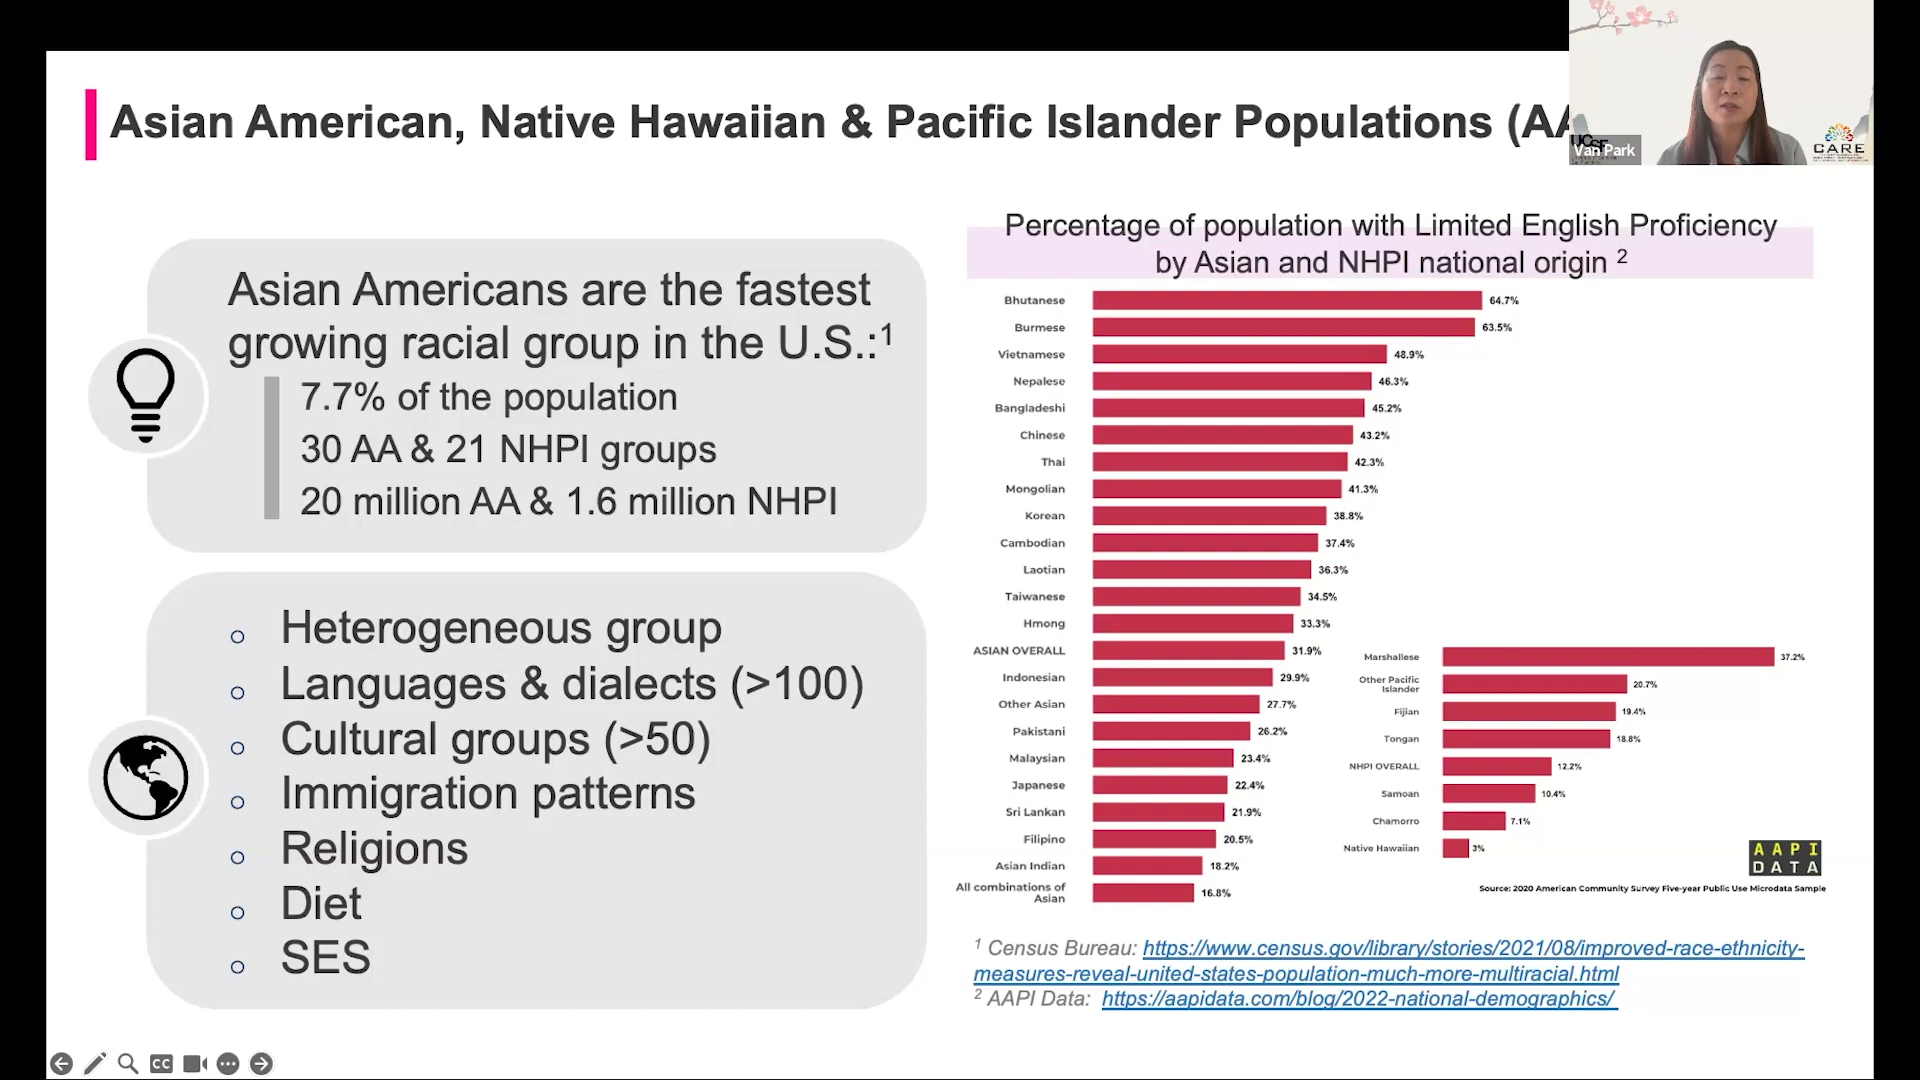 Asian American, Native Hawaiian & Pacific Islander Populations (AA
UCSF
Van Park
CARE
Asian Americans are the fastest
growing racial group in the U.S.:1
7.7% of the population
30 AA & 21 NHPI groups
20 million AA & 1.6 million NHPI
Heterogeneous group
Languages & dialects (>100)
Cultural groups (>50)
Immigration patterns
Religions
Diet
SES
Percentage of population with Limited English Proficiency
by Asian and NHPI national origin 2
Bhutanese 64.7%
Burmese 63.5%
Vietnamese 48.9%
Nepalese 46.3%
Bangladeshi 45.2%
Chinese 43.2%
Thai 42.3%
Mongolian 41.3%
Korean 38.8%
Cambodian 37.4%
Laotian 36.3%
Taiwanese 34.5%
Hmong 33.3%
ASIAN OVERALL 31.9%
Indonesian 29.9%
Other Asian 27.7%
Pakistani 26.2%
Malaysian 23.4%
Japanese 22.4%
Sri Lankan 21.9%
Filipino 20.5%
Asian Indian 18.2%
All combinations of
Asian 16.8%
Marshallese 37.2%
Other Pacific
Islander 20.7%
Fijian 19.4%
Tongan 18.8%
NHPI OVERALL 12.2%
Samoan 10.4%
Chamorro 7.1%
Native Hawaiian 3%
AAPI
DATA
Source: 2020 American Community Survey Five-year Public Use Microdata Sample
1 Census Bureau: https://www.census.gov/library/stories/2021/08/improved-race-ethnicity-
measures-reveal-united-states-population-much-more-multiracial.html
2 AAPI Data: https://aapidata.com/blog/2022-national-demographics/
CC